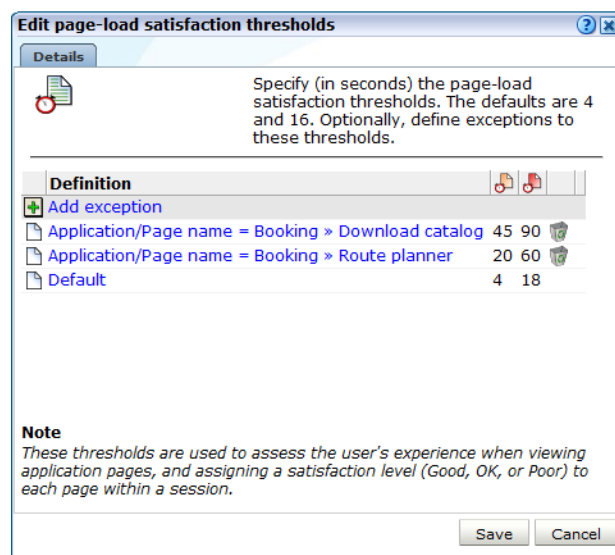 Edit page-load satisfaction thresholds
Details
Specify (in seconds) the page-load
satisfaction thresholds. The defaults are 4
and 16. Optionally, define exceptions to
these thresholds.
Definition
Add exception
Application/Page name = Booking » Download catalog 45 90
Application/Page name = Booking » Route planner 20 60
Default 4 18
Note
These thresholds are used to assess the user's experience when viewing
application pages, and assigning a satisfaction level (Good, OK, or Poor) to
each page within a session.
Save Cancel